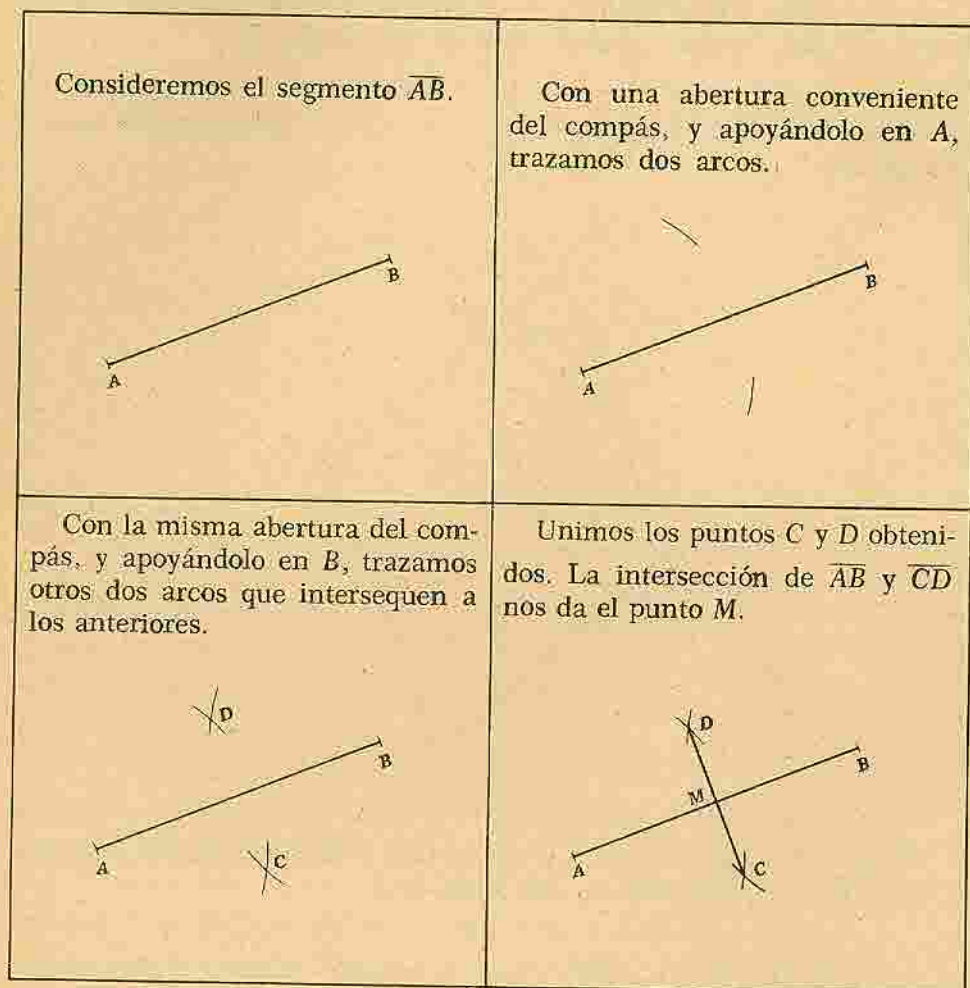 Consideremos el segmento AB.
B
A
Con una abertura conveniente
del compás, y apoyándolo en A,
trazamos dos arcos.
B
A
Con la misma abertura del com-
pás, y apoyándolo en B, trazamos
otros dos arcos que intersequen a
los anteriores.
D
B
A
C
Unimos los puntos C y D obteni-
dos. La intersección de AB y CD
nos da el punto M.
D
B
M
A
C